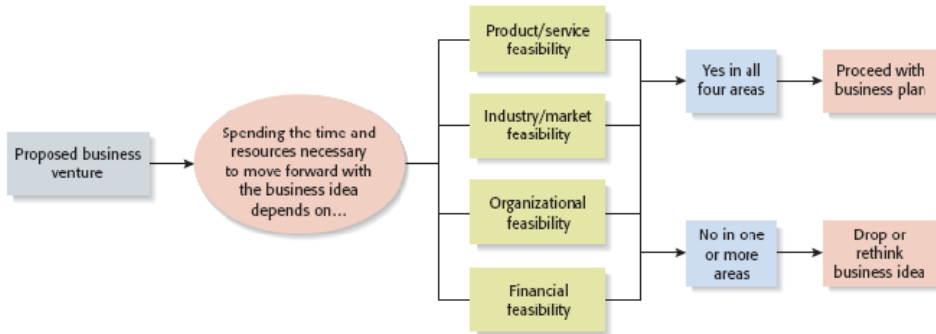 Proposed business
venture
Spending the time and
resources necessary
to move forward with
the business idea
depends on...
Product/service
feasibility
Industry/market
feasibility
Organizational
feasibility
Financial
feasibility
Yes in all
four areas
Proceed with
business plan
No in one
or more
areas
Drop or
rethink
business idea